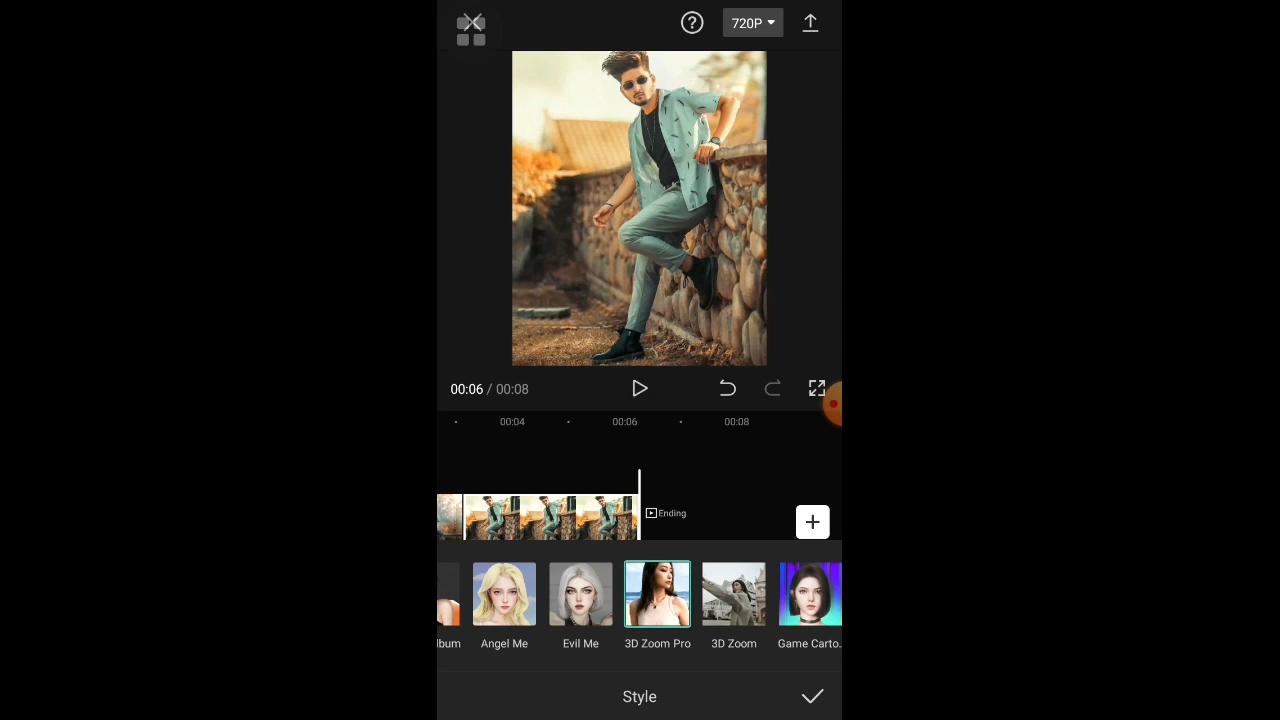 720P
00:06 / 00:08
00:04 00:06 00:08
Ending
lbum Angel Me Evil Me 3D Zoom Pro 3D Zoom Game Carto..
Style